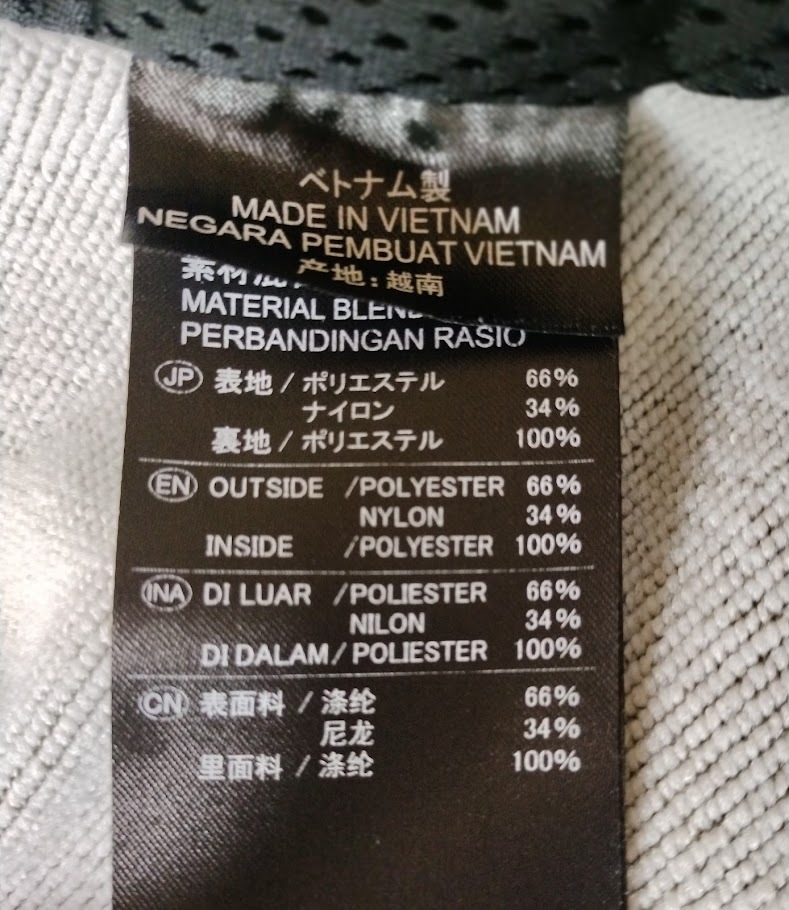 ベトナム製
MADE IN VIETNAM
NEGARA PEMBUAT VIETNAM
产地:越南
素材
MATERIAL
PERBANDINGAN RASIO
JP 表地 / ポリエステル 66%
ナイロン 34%
裏地 / ポリエステル 100%
EN OUTSIDE /POLYESTER 66%
NYLON 34%
INSIDE /POLYESTER 100%
INA DI LUAR /POLIESTER 66%
NILON 34%
DI DALAM / POLIESTER 100%
CN 表面料 / 涤纶 66%
尼龙 34%
里面料 / 涤纶 100%